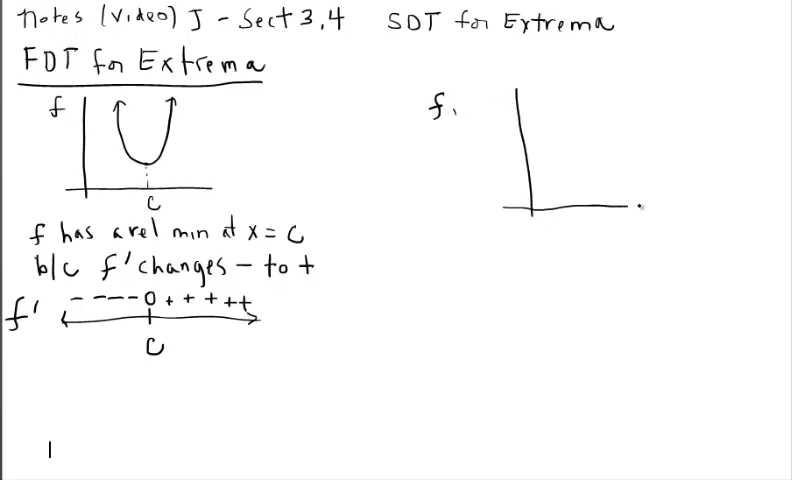 Notes (Video) J - Sect 3.4 SDT for Extrema
FDT for Extrema
f
c
f has a rel min at x = c
b/c f' changes - to +
f' - - - - - 0 + + + + +
c
f